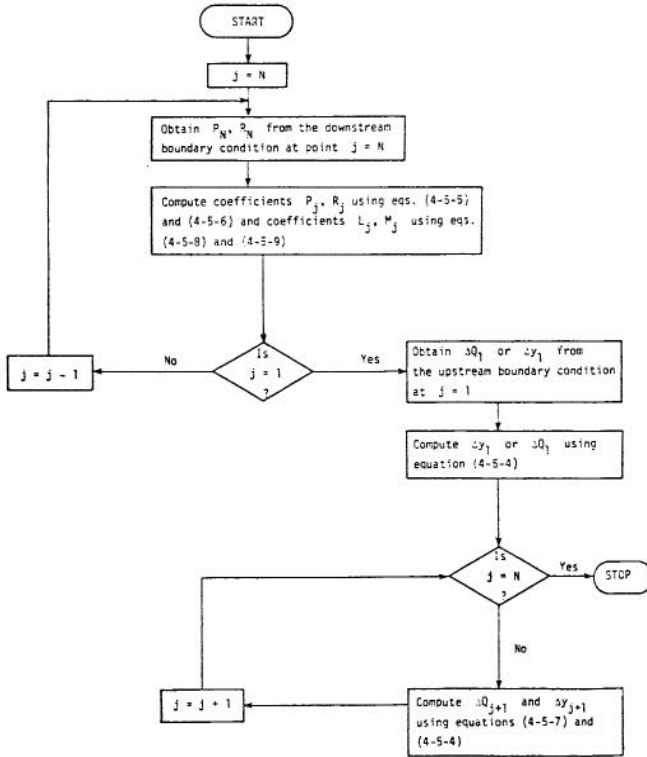 START
j = N
Obtain P_N, R_N from the downstream
boundary condition at point j = N
Compute coefficients P_j, R_j using eqs. (4-5-5)
and (4-5-6) and coefficients L_j, M_j using eqs.
(4-5-8) and (4-5-9)
Is
j = 1
?
No
Yes
j = j - 1
Obtain ΔQ_1 or Δy_1 from
the upstream boundary condition
at j = 1
Compute Δy_1 or ΔQ_1 using
equation (4-5-4)
Is
j = N
?
Yes
STOP
No
j = j + 1
Compute ΔQ_j+1 and Δy_j+1
using equations (4-5-7) and
(4-5-4)